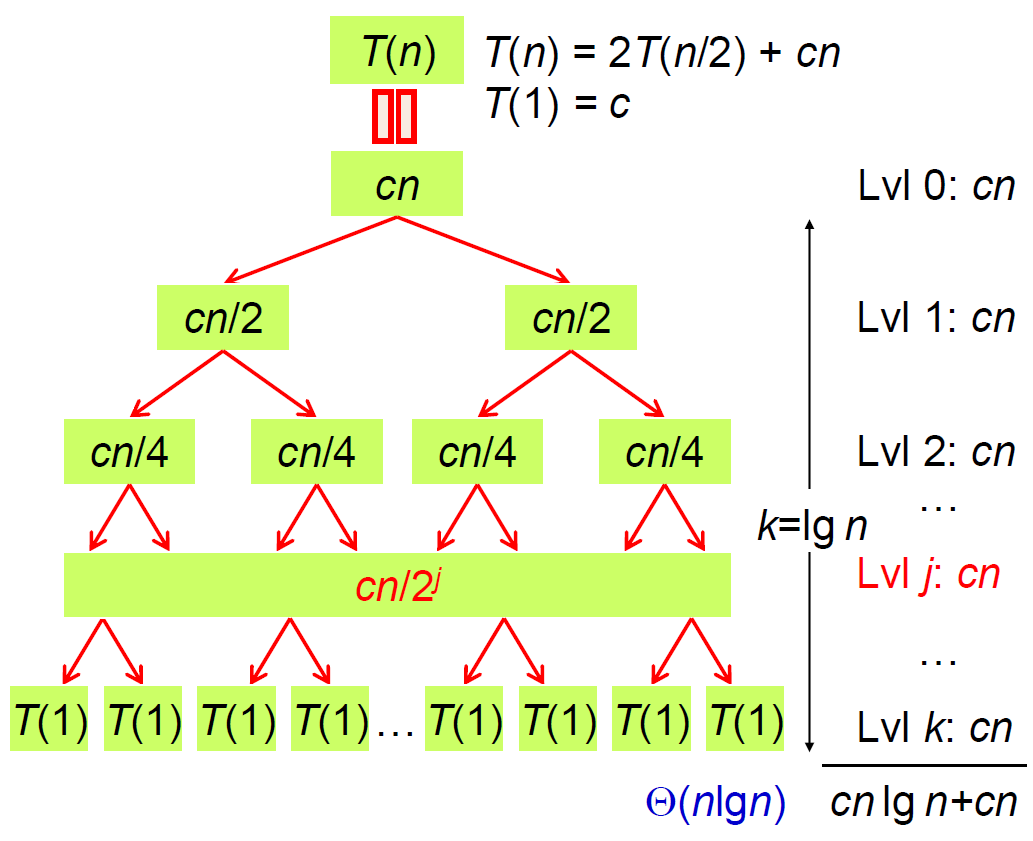 T(n) T(n) = 2T(n/2) + cn
T(1) = c
cn Lvl 0: cn
cn/2 cn/2 Lvl 1: cn
cn/4 cn/4 cn/4 cn/4 Lvl 2: cn
…
k=lg n
cn/2^j Lvl j: cn
…
T(1) T(1) T(1) T(1) … T(1) T(1) T(1) T(1) Lvl k: cn
Θ(nlgn) cn lg n+cn